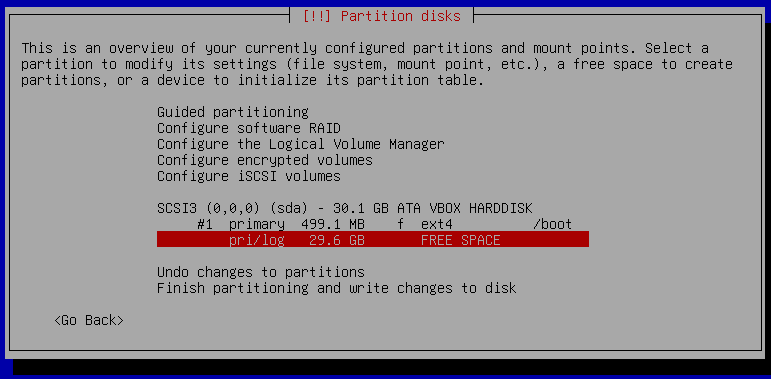 [!!] Partition disks
This is an overview of your currently configured partitions and mount points. Select a
partition to modify its settings (file system, mount point, etc.), a free space to create
partitions, or a device to initialize its partition table.
Guided partitioning
Configure software RAID
Configure the Logical Volume Manager
Configure encrypted volumes
Configure iSCSI volumes
SCSI3 (0,0,0) (sda) - 30.1 GB ATA VBOX HARDDISK
#1 primary 499.1 MB f ext4 /boot
pri/log 29.6 GB FREE SPACE
Undo changes to partitions
Finish partitioning and write changes to disk
<Go Back>